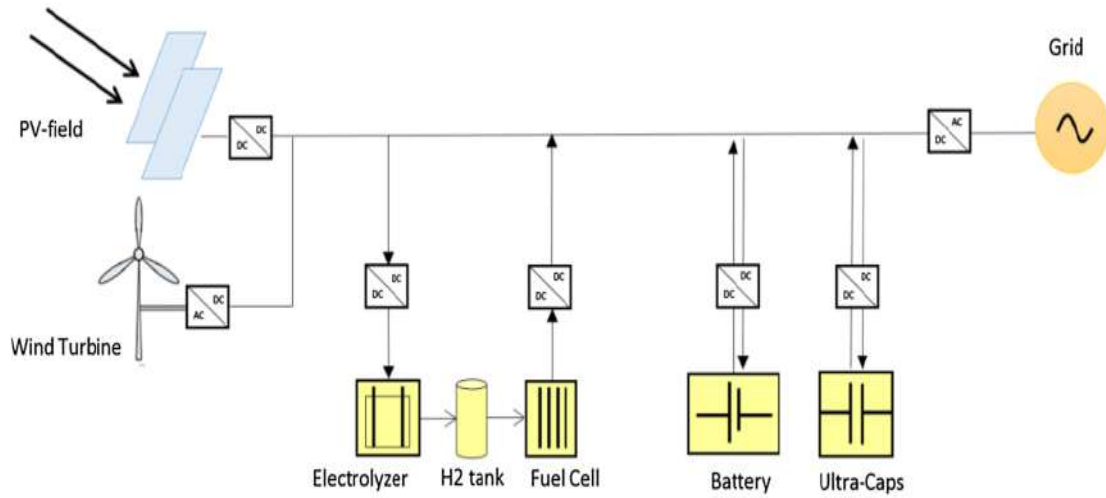 Grid
PV-field
DC
DC
AC
DC
DC
DC
DC
DC
DC
DC
DC
DC
DC
AC
Wind Turbine
Electrolyzer
H2 tank
Fuel Cell
Battery
Ultra-Caps